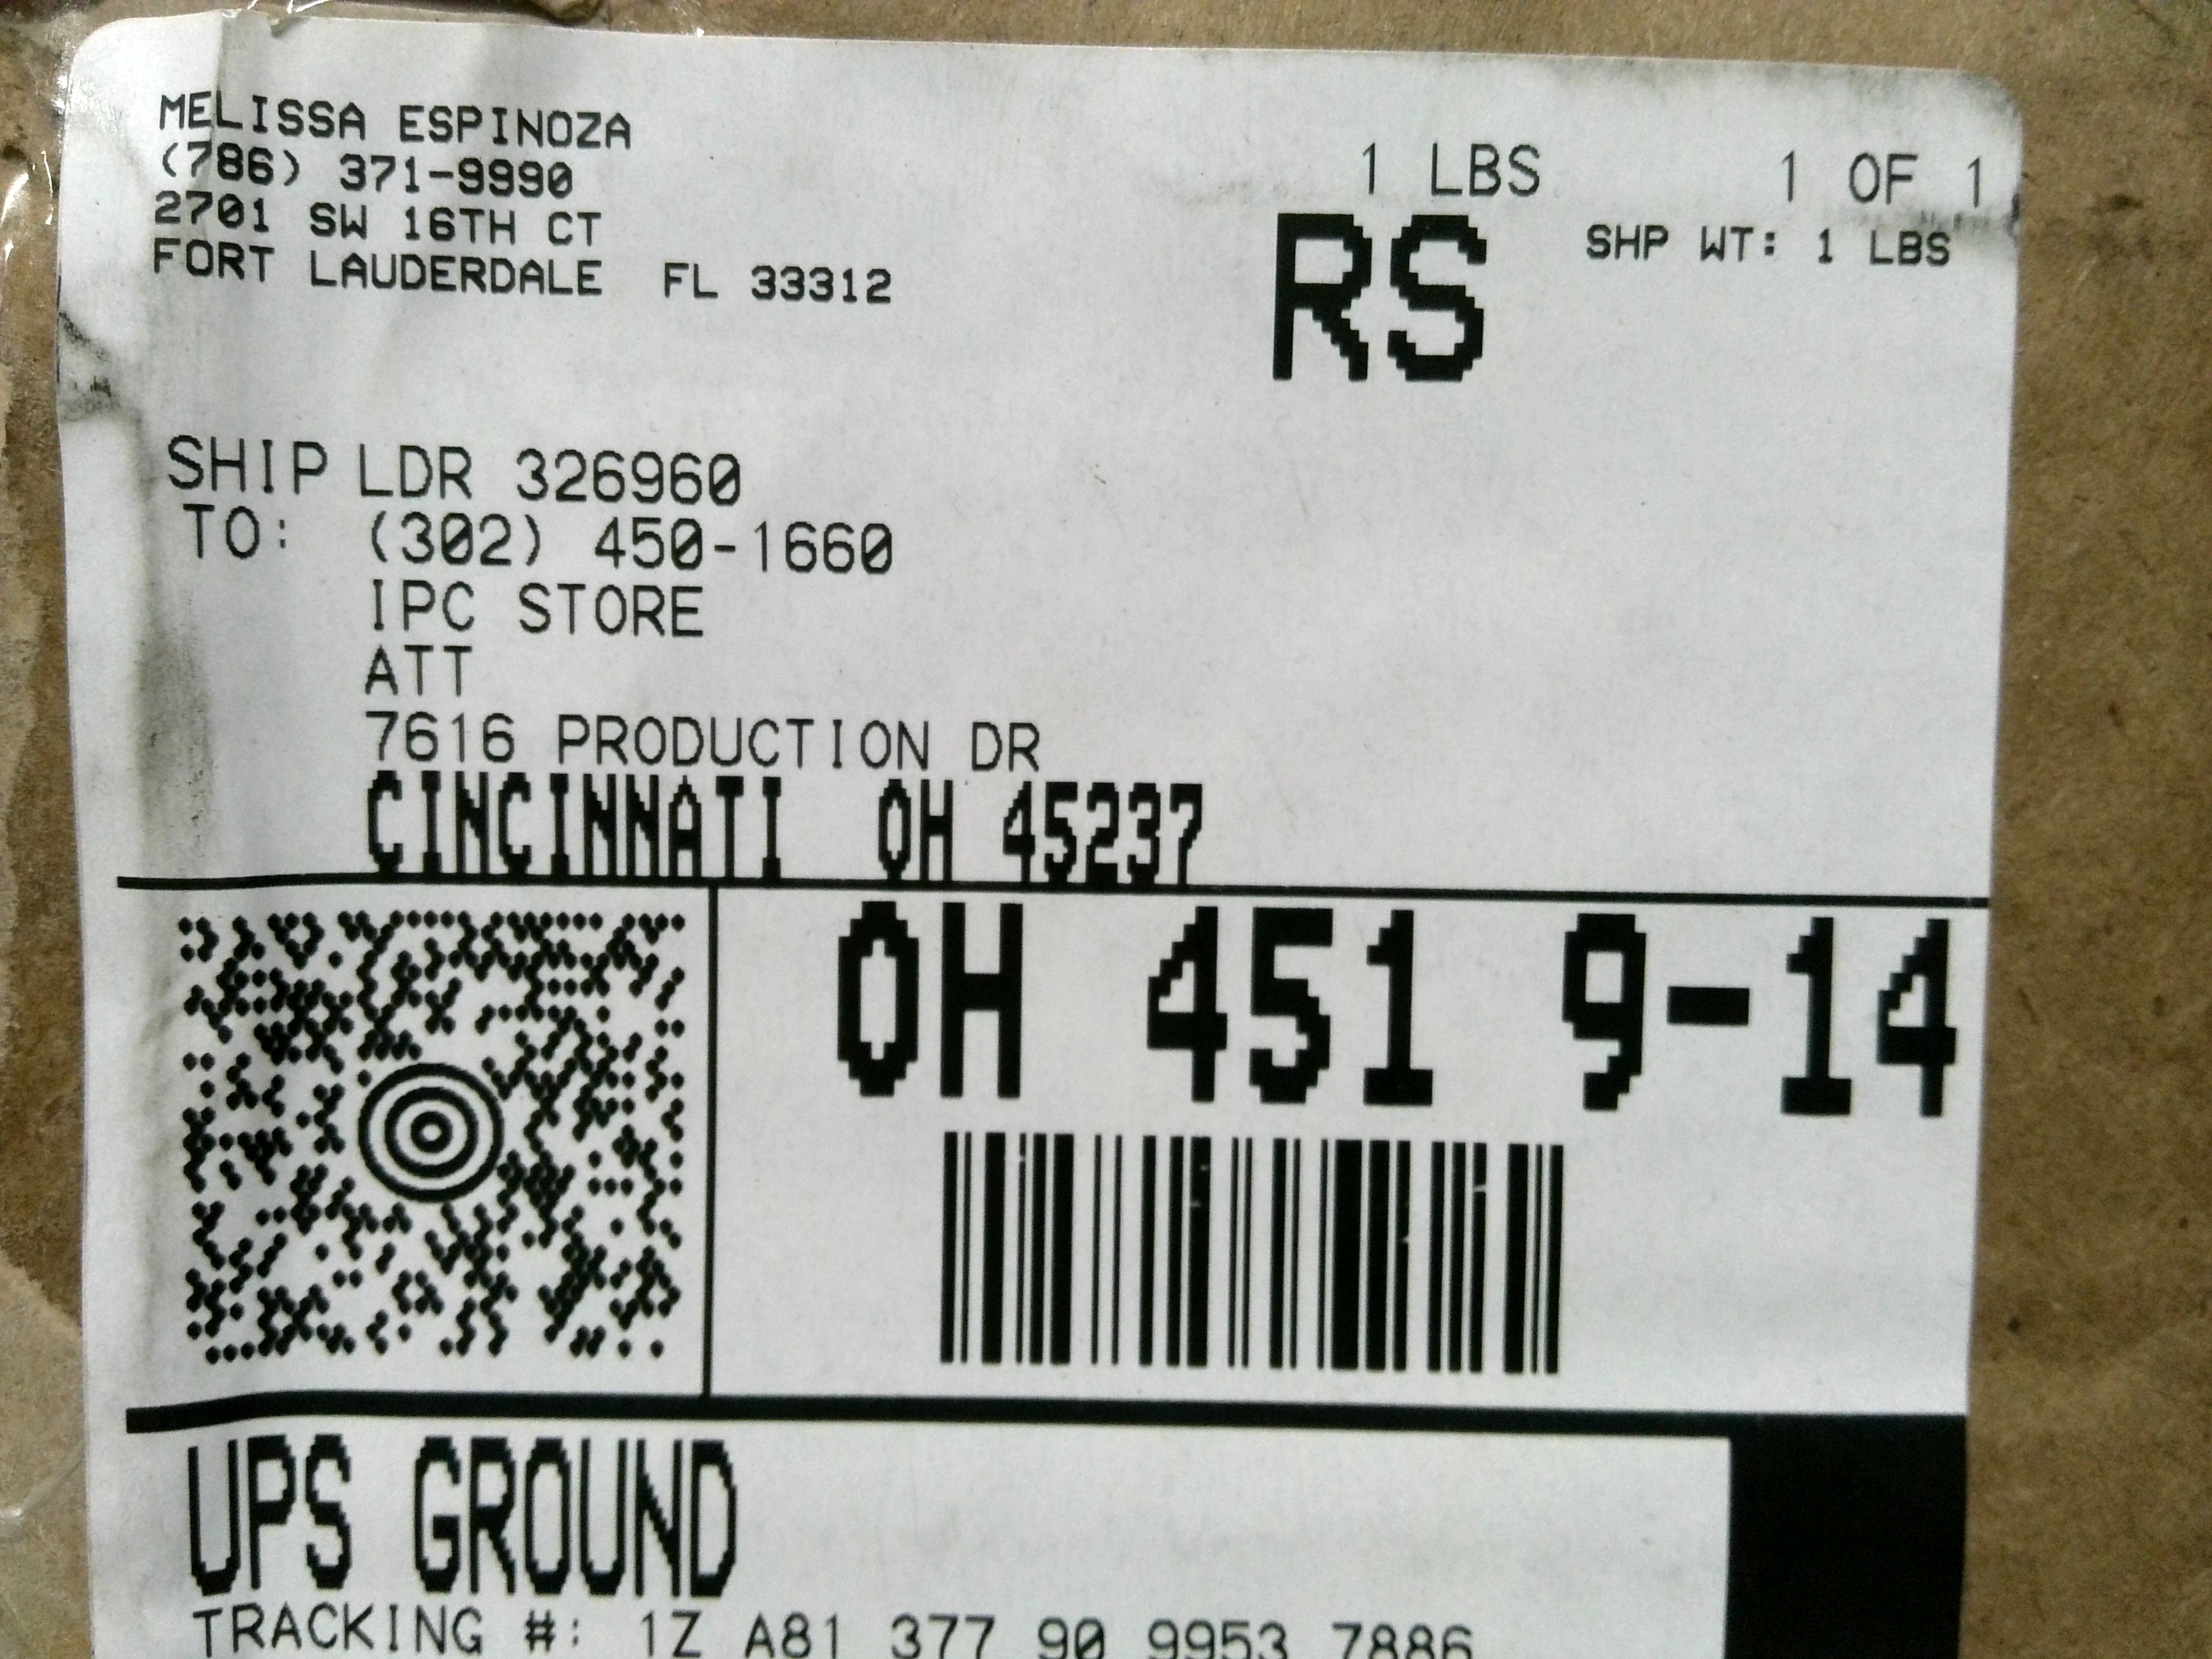 MELISSA ESPINOZA
(786) 371-9990
2701 SW 16TH CT
FORT LAUDERDALE FL 33312
1 LBS 1 OF 1
RS SHP WT: 1 LBS
SHIP LDR 326960
TO: (302) 450-1660
IPC STORE
ATT
7616 PRODUCTION DR
CINCINNATI OH 45237
OH 451 9-14
UPS GROUND
TRACKING #: 1Z A81 377 90 9953 7886